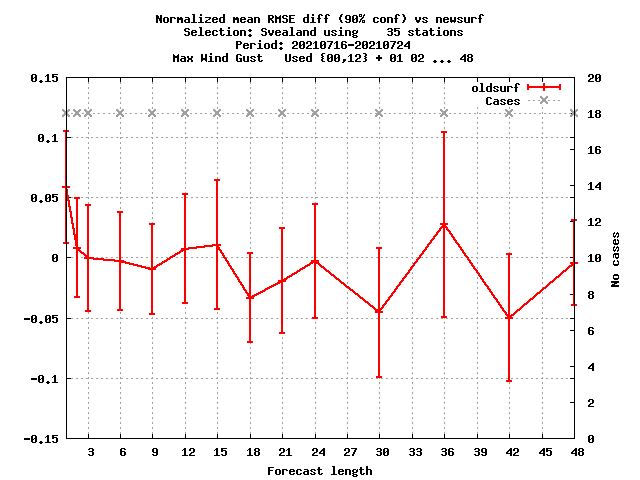 Normalized mean RMSE diff (90% conf) vs newsurf
Selection: Svealand using    35 stations
Period: 20210716-20210724
Max Wind Gust   Used {00,12} + 01 02 ... 48
0.15
0.1
0.05
0
-0.05
-0.1
-0.15
oldsurf
Cases
20
18
16
14
12
10
8
6
4
2
0
No cases
3 6 9 12 15 18 21 24 27 30 33 36 39 42 45 48
Forecast length